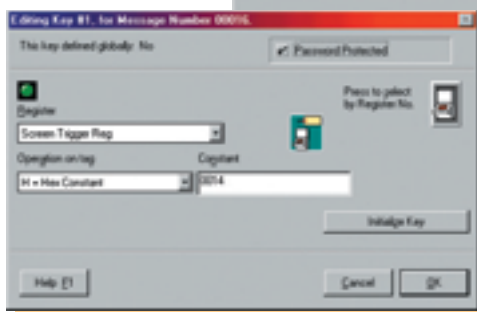 Editing Key #1. for Message Number 00016.
This key defined globally: No
Password Protected
Press to select
by Register No.
Register
Screen Trigger Reg
Operation on tag
Constant
H = Hex Constant
0014
Initialize Key
Help F1
Cancel
OK